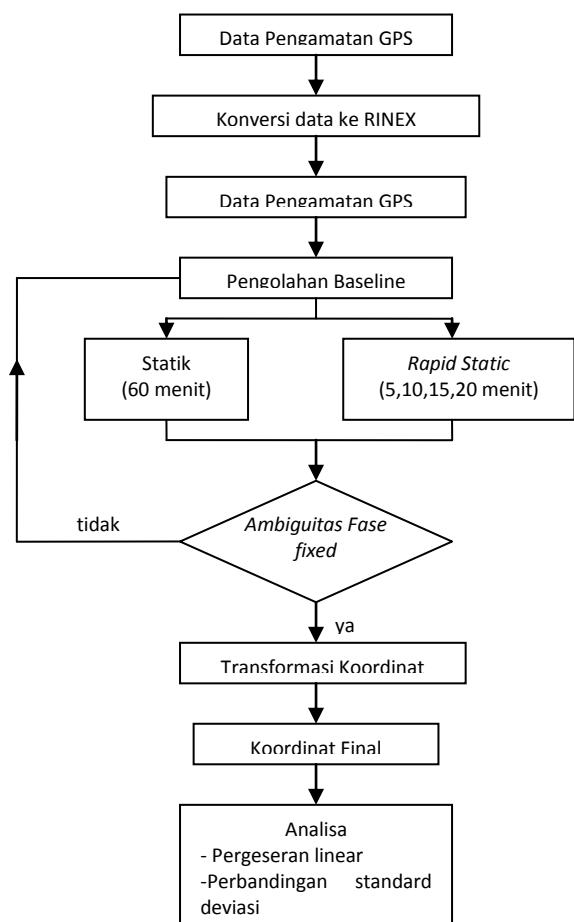 Data Pengamatan GPS
Konversi data ke RINEX
Data Pengamatan GPS
Pengolahan Baseline
Statik
(60 menit)
Rapid Static
(5,10,15,20 menit)
tidak
Ambiguitas Fase
fixed
ya
Transformasi Koordinat
Koordinat Final
Analisa
- Pergeseran linear
-Perbandingan standard
deviasi